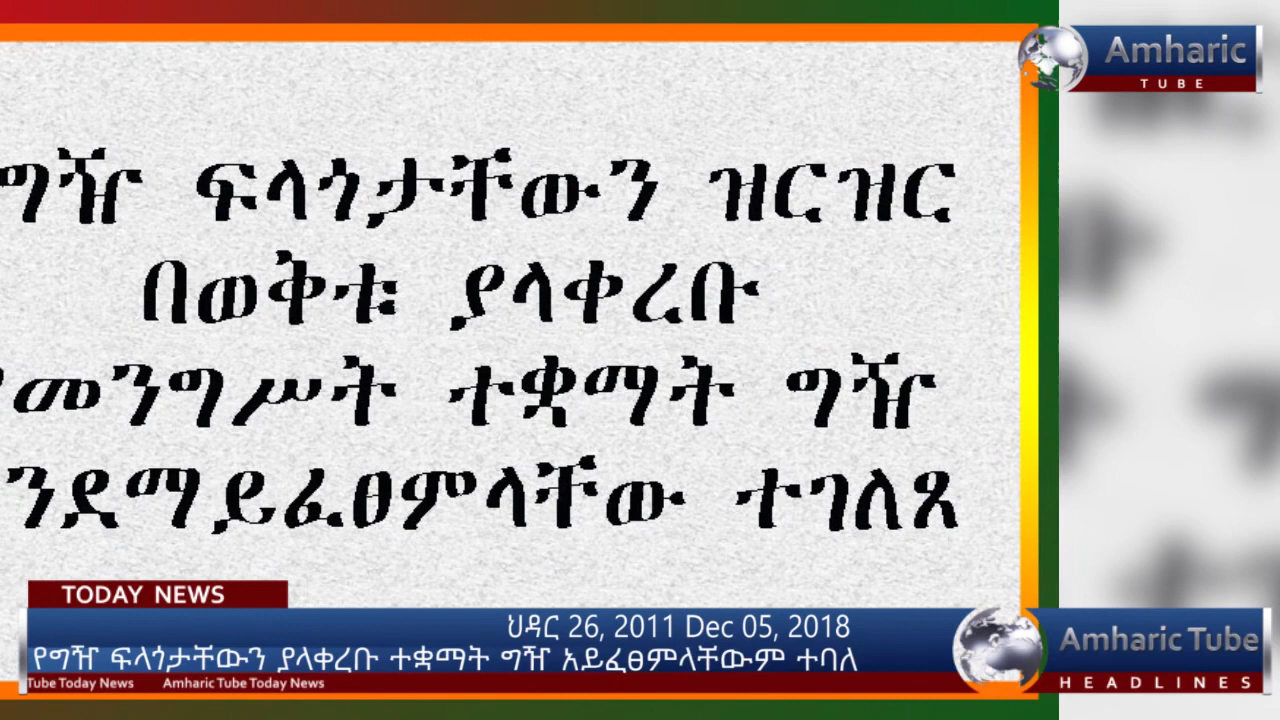 Amharic
TUBE
ግዥ ፍላጎታቸውን ዝርዝር
በወቅቱ ያላቀረቡ
መንግሥት ተቋማት ግዥ
ንደማይፈፀምላቸው ተገለጸ
TODAY NEWS
ህዳር 26, 2011 Dec 05, 2018
የግዥ ፍላጎታቸውን ያላቀረቡ ተቋማት ግዥ አይፈፀምላቸውም ተባለ
Tube Today News Amharic Tube Today News
Amharic Tube
HEADLINES